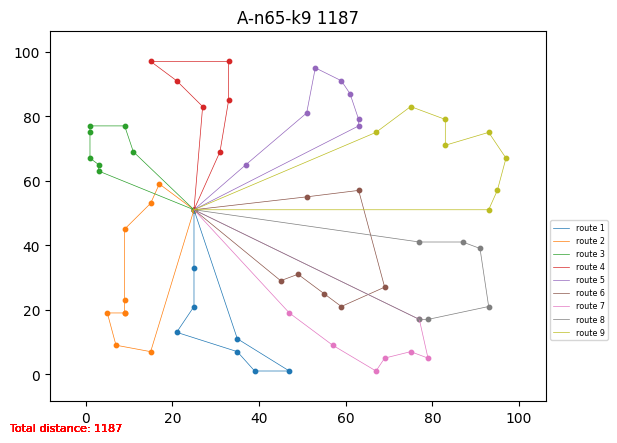 A-n65-k9 1187
100
80
60
40
20
0
0 20 40 60 80 100
route 1
route 2
route 3
route 4
route 5
route 6
route 7
route 8
route 9
Total distance: 1187